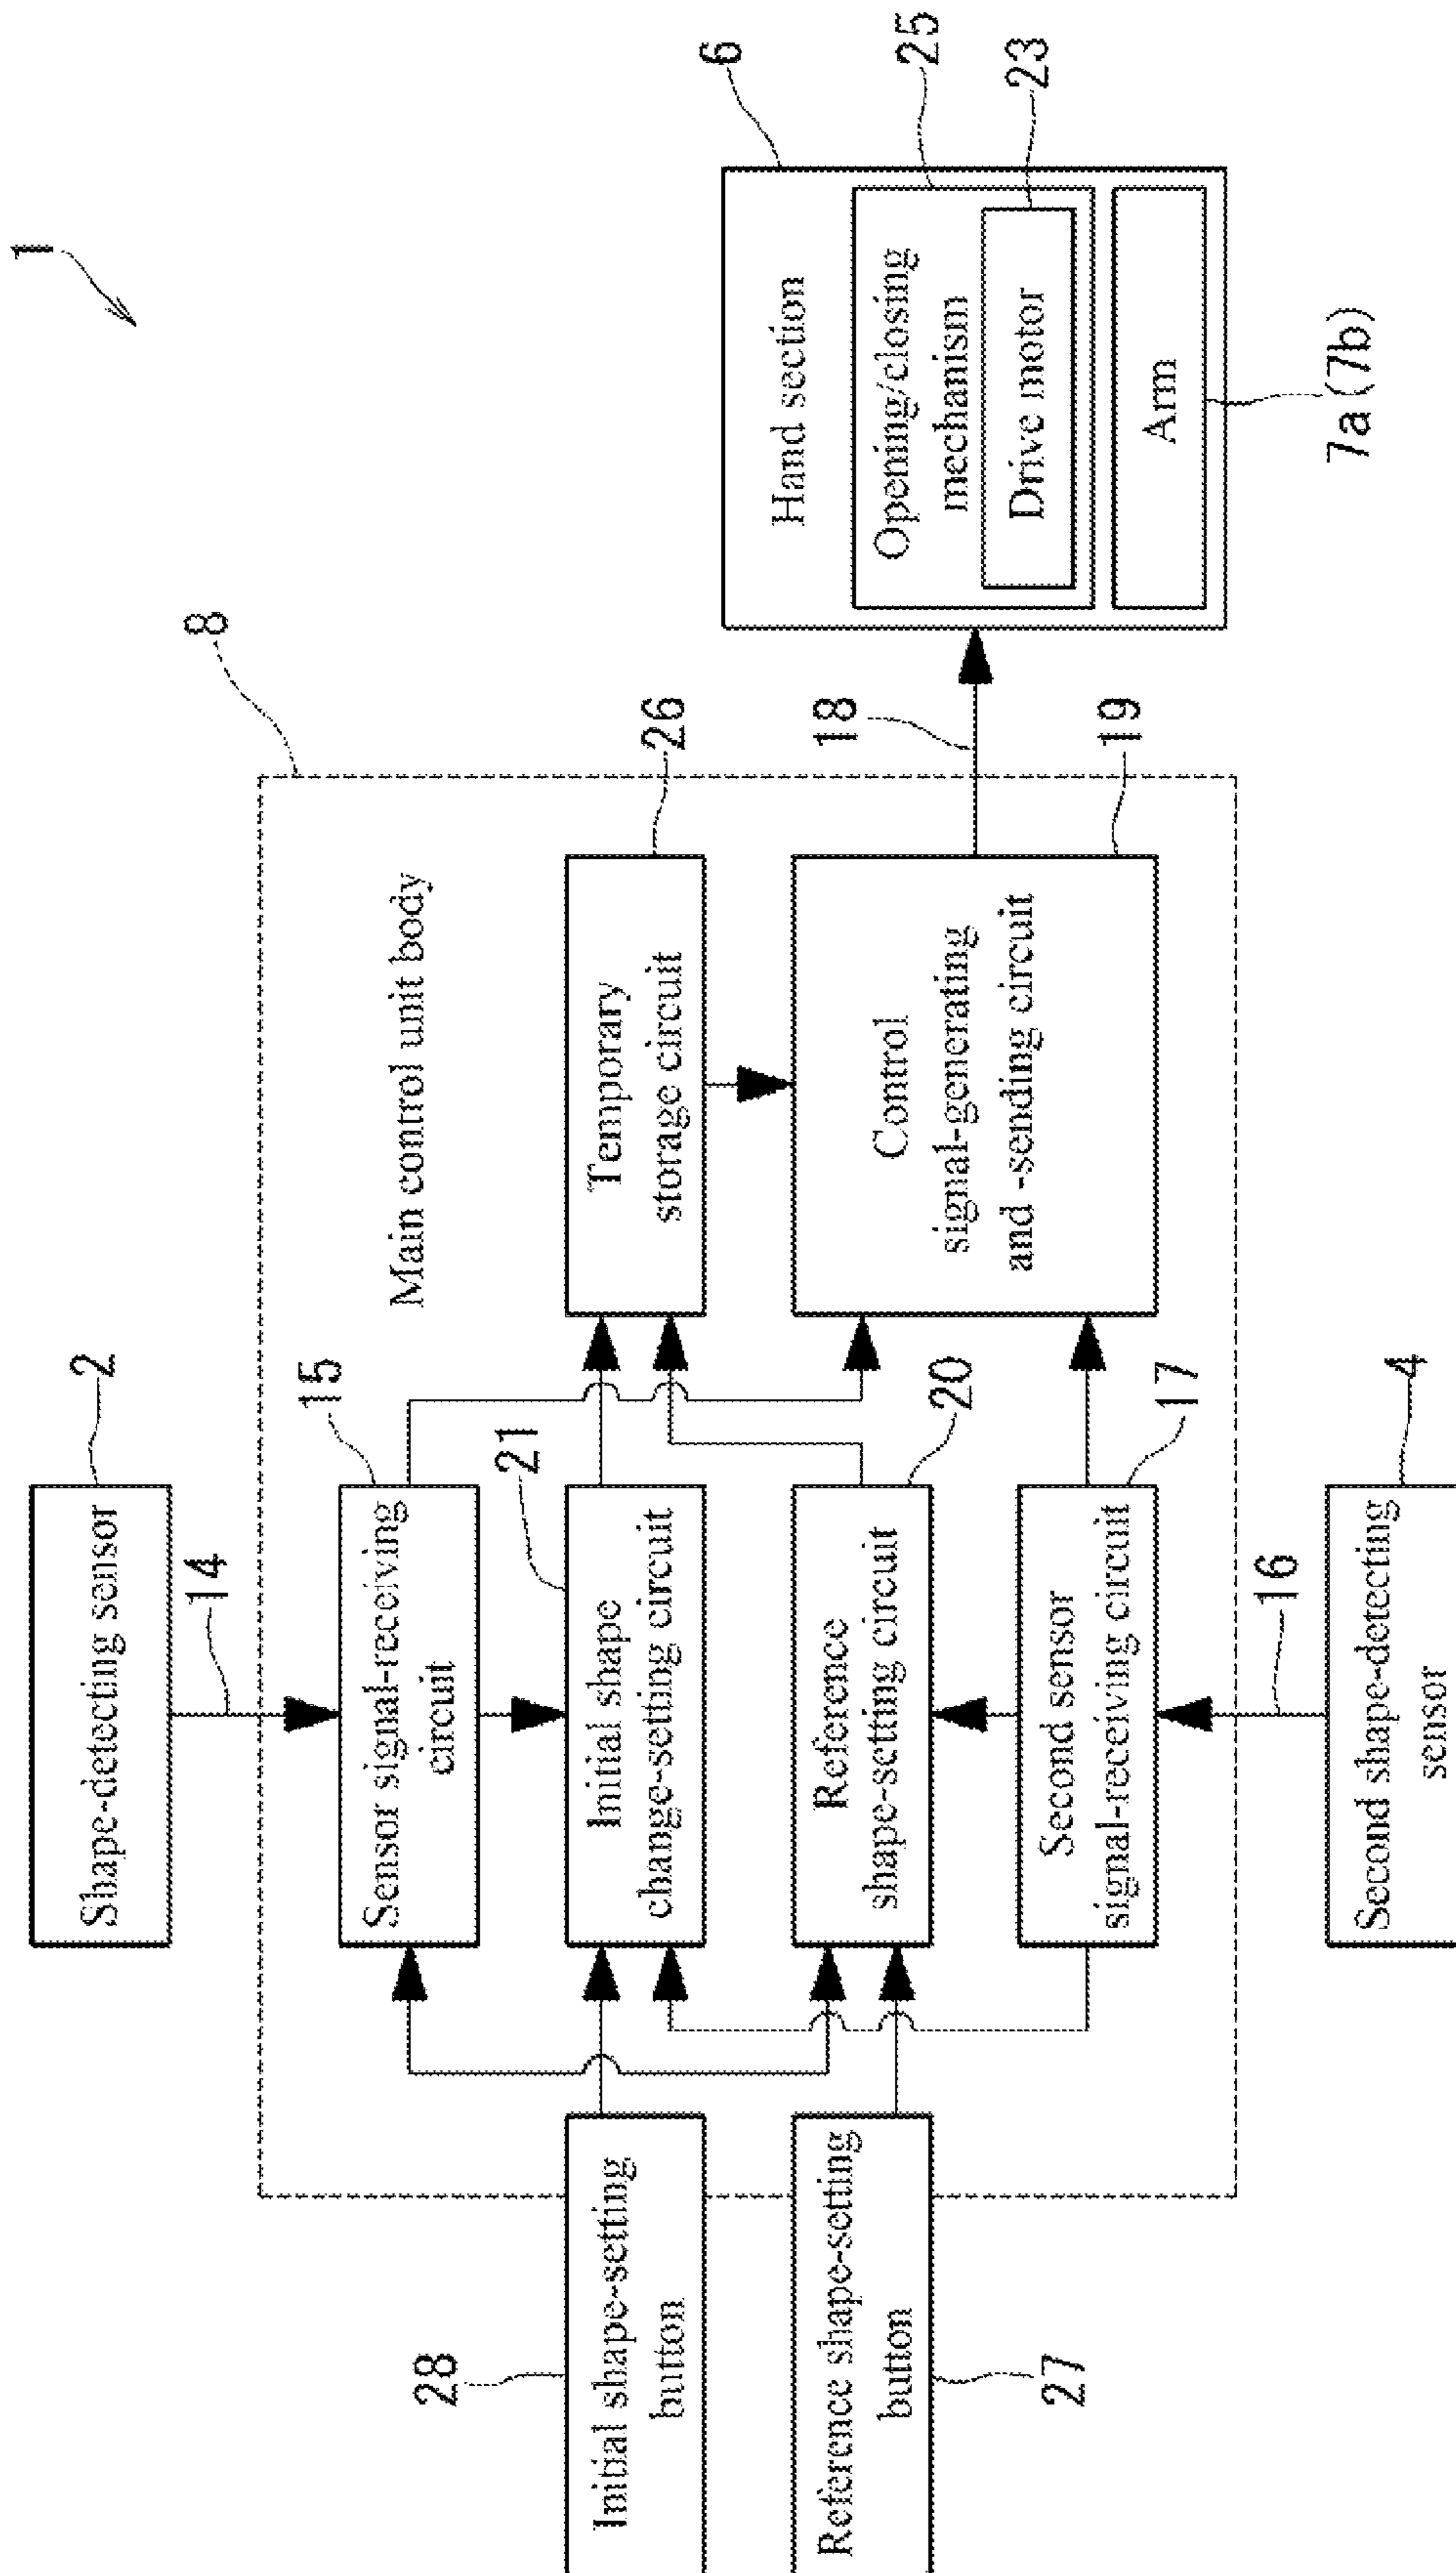 1
Shape-detecting sensor
2
14
8
Main control unit body
Sensor signal-receiving
circuit
15
Initial shape-setting
button
28
Initial shape
change-setting circuit
21
Temporary
storage circuit
26
Hand section
6
Opening/closing
mechanism
25
Drive motor
23
Arm
7a(7b)
Reference shape-setting
button
27
Reference
shape-setting circuit
20
Control
signal-generating
and -sending circuit
18
19
Second sensor
signal-receiving circuit
17
16
Second shape-detecting
sensor
4